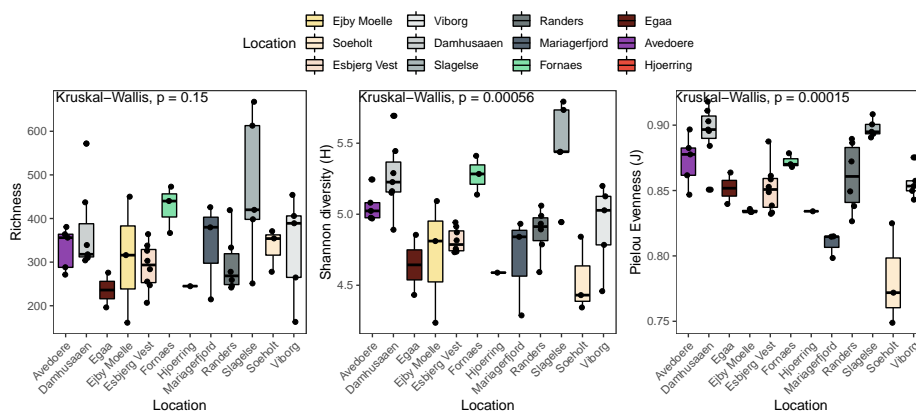 Location
Ejby Moelle
Soeholt
Esbjerg Vest
Viborg
Damhusaaen
Slagelse
Randers
Mariagerfjord
Fornaes
Egaa
Avedoere
Hjoerring
Kruskal−Wallis, p = 0.15
600
500
400
300
200
Richness
Avedoere
Damhusaaen
Egaa
Ejby Moelle
Esbjerg Vest
Fornaes
Hjoerring
Mariagerfjord
Randers
Slagelse
Soeholt
Viborg
Location
Kruskal−Wallis, p = 0.00056
5.5
5.0
4.5
Shannon diversity (H)
Avedoere
Damhusaaen
Egaa
Ejby Moelle
Esbjerg Vest
Fornaes
Hjoerring
Mariagerfjord
Randers
Slagelse
Soeholt
Viborg
Location
Kruskal−Wallis, p = 0.00015
0.90
0.85
0.80
0.75
Pielou Evenness (J)
Avedoere
Damhusaaen
Egaa
Ejby Moelle
Esbjerg Vest
Fornaes
Hjoerring
Mariagerfjord
Randers
Slagelse
Soeholt
Viborg
Location